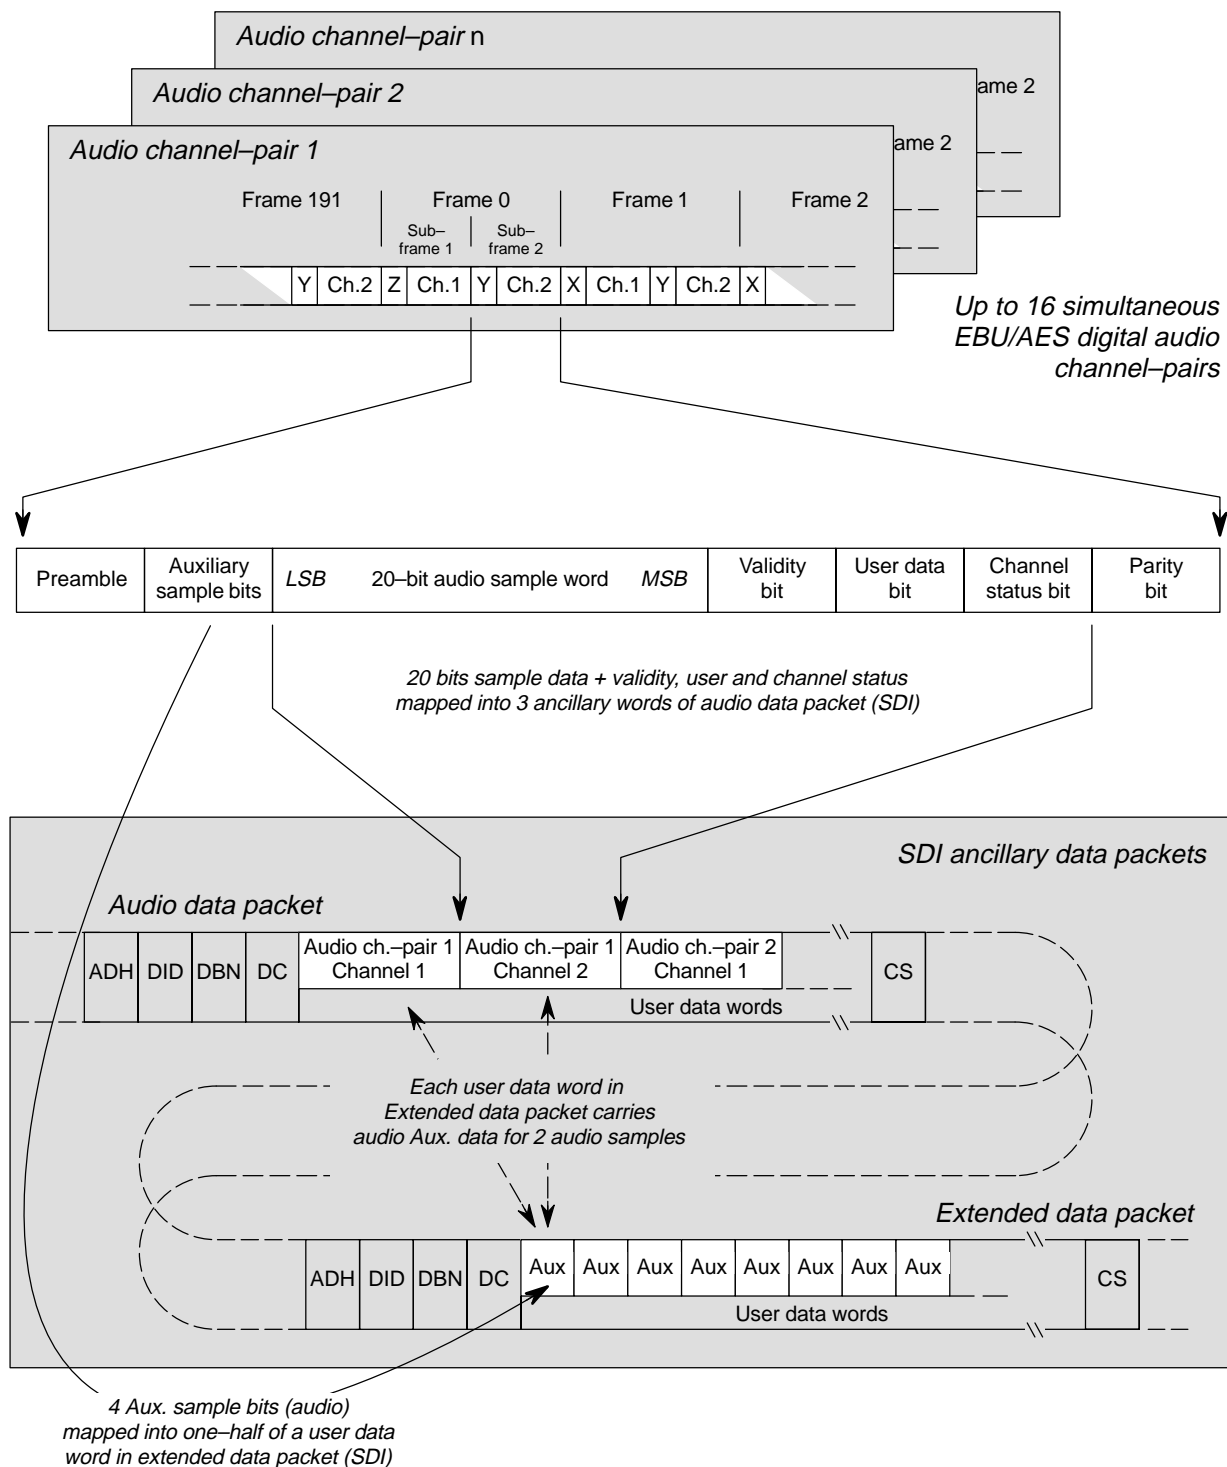 Audio channel–pair n
ame 2
Audio channel–pair 2
ame 2
Audio channel–pair 1
Frame 191 Frame 0 Frame 1 Frame 2
Sub–
frame 1
Sub–
frame 2
Y Ch.2 Z Ch.1 Y Ch.2 X Ch.1 Y Ch.2 X
Up to 16 simultaneous
EBU/AES digital audio
channel–pairs
Preamble
Auxiliary
sample bits
LSB 20–bit audio sample word MSB
Validity
bit
User data
bit
Channel
status bit
Parity
bit
20 bits sample data + validity, user and channel status
mapped into 3 ancillary words of audio data packet (SDI)
SDI ancillary data packets
Audio data packet
ADH DID DBN DC
Audio ch.–pair 1
Channel 1
Audio ch.–pair 1
Channel 2
Audio ch.–pair 2
Channel 1
CS
User data words
Each user data word in
Extended data packet carries
audio Aux. data for 2 audio samples
Extended data packet
ADH DID DBN DC Aux Aux Aux Aux Aux Aux Aux Aux CS
User data words
4 Aux. sample bits (audio)
mapped into one–half of a user data
word in extended data packet (SDI)